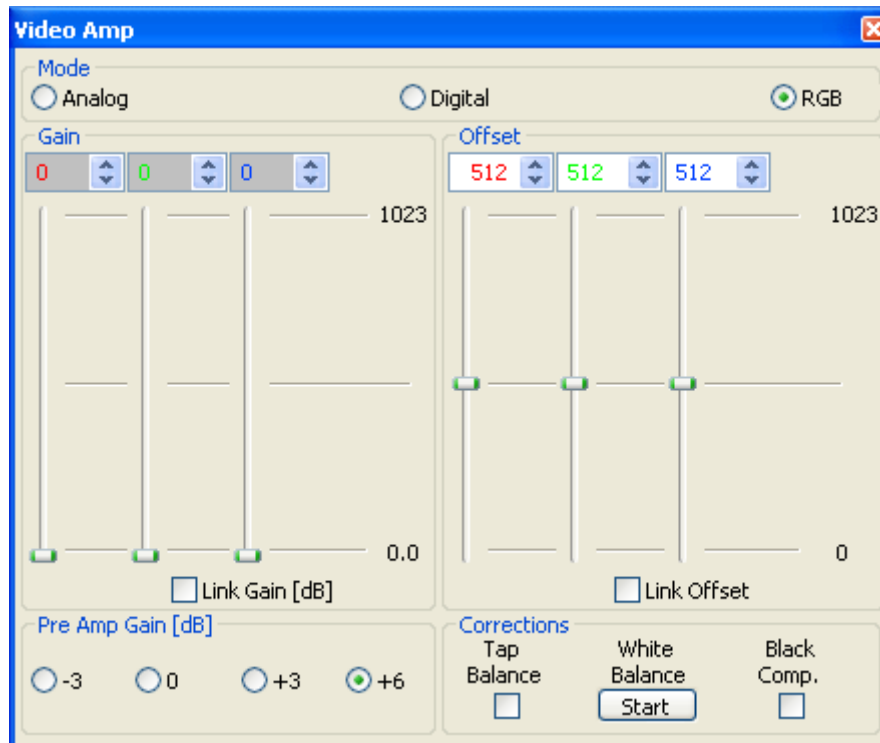 Video Amp
Mode
Analog Digital RGB
Gain Offset
0 0 0 512 512 512
1023 1023
0.0 0
Link Gain [dB] Link Offset
Pre Amp Gain [dB] Corrections
Tap Balance White Balance Black Comp.
-3 0 +3 +6
Start